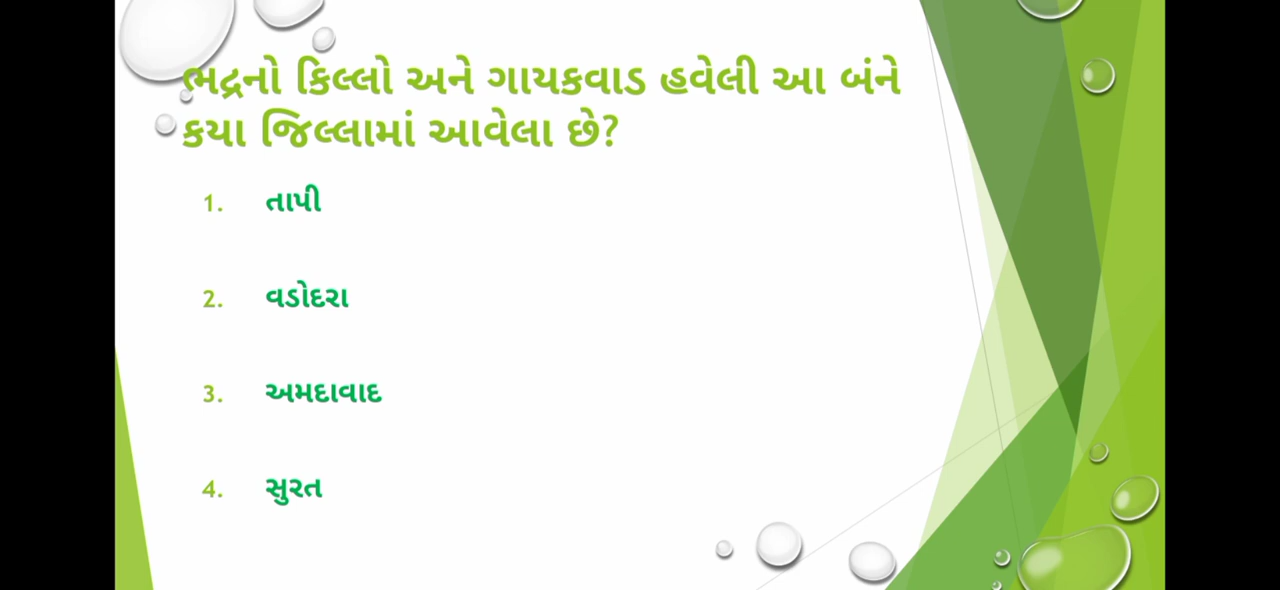 ભદ્રનો કિલ્લો અને ગાયકવાડ હવેલી આ બંને
કયા જિલ્લામાં આવેલા છે?
1. તાપી
2. વડોદરા
3. અમદાવાદ
4. સુરત